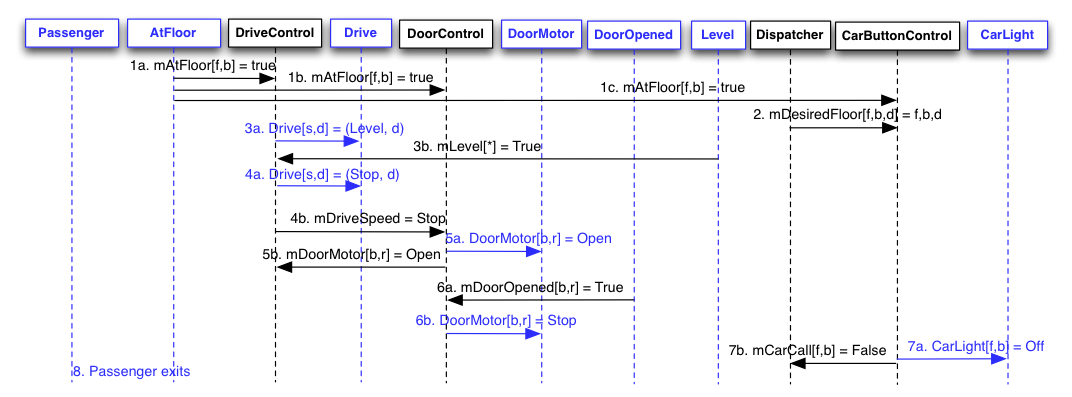 Passenger AtFloor DriveControl Drive DoorControl DoorMotor DoorOpened Level Dispatcher CarButtonControl CarLight
1a. mAtFloor[f,b] = true
1b. mAtFloor[f,b] = true
1c. mAtFloor[f,b] = true
2. mDesiredFloor[f,b,d] = f,b,d
3a. Drive[s,d] = (Level, d)
3b. mLevel[*] = True
4a. Drive[s,d] = (Stop, d)
4b. mDriveSpeed = Stop
5a. DoorMotor[b,r] = Open
5b. mDoorMotor[b,r] = Open
6a. mDoorOpened[b,r] = True
6b. DoorMotor[b,r] = Stop
7a. CarLight[f,b] = Off
7b. mCarCall[f,b] = False
8. Passenger exits